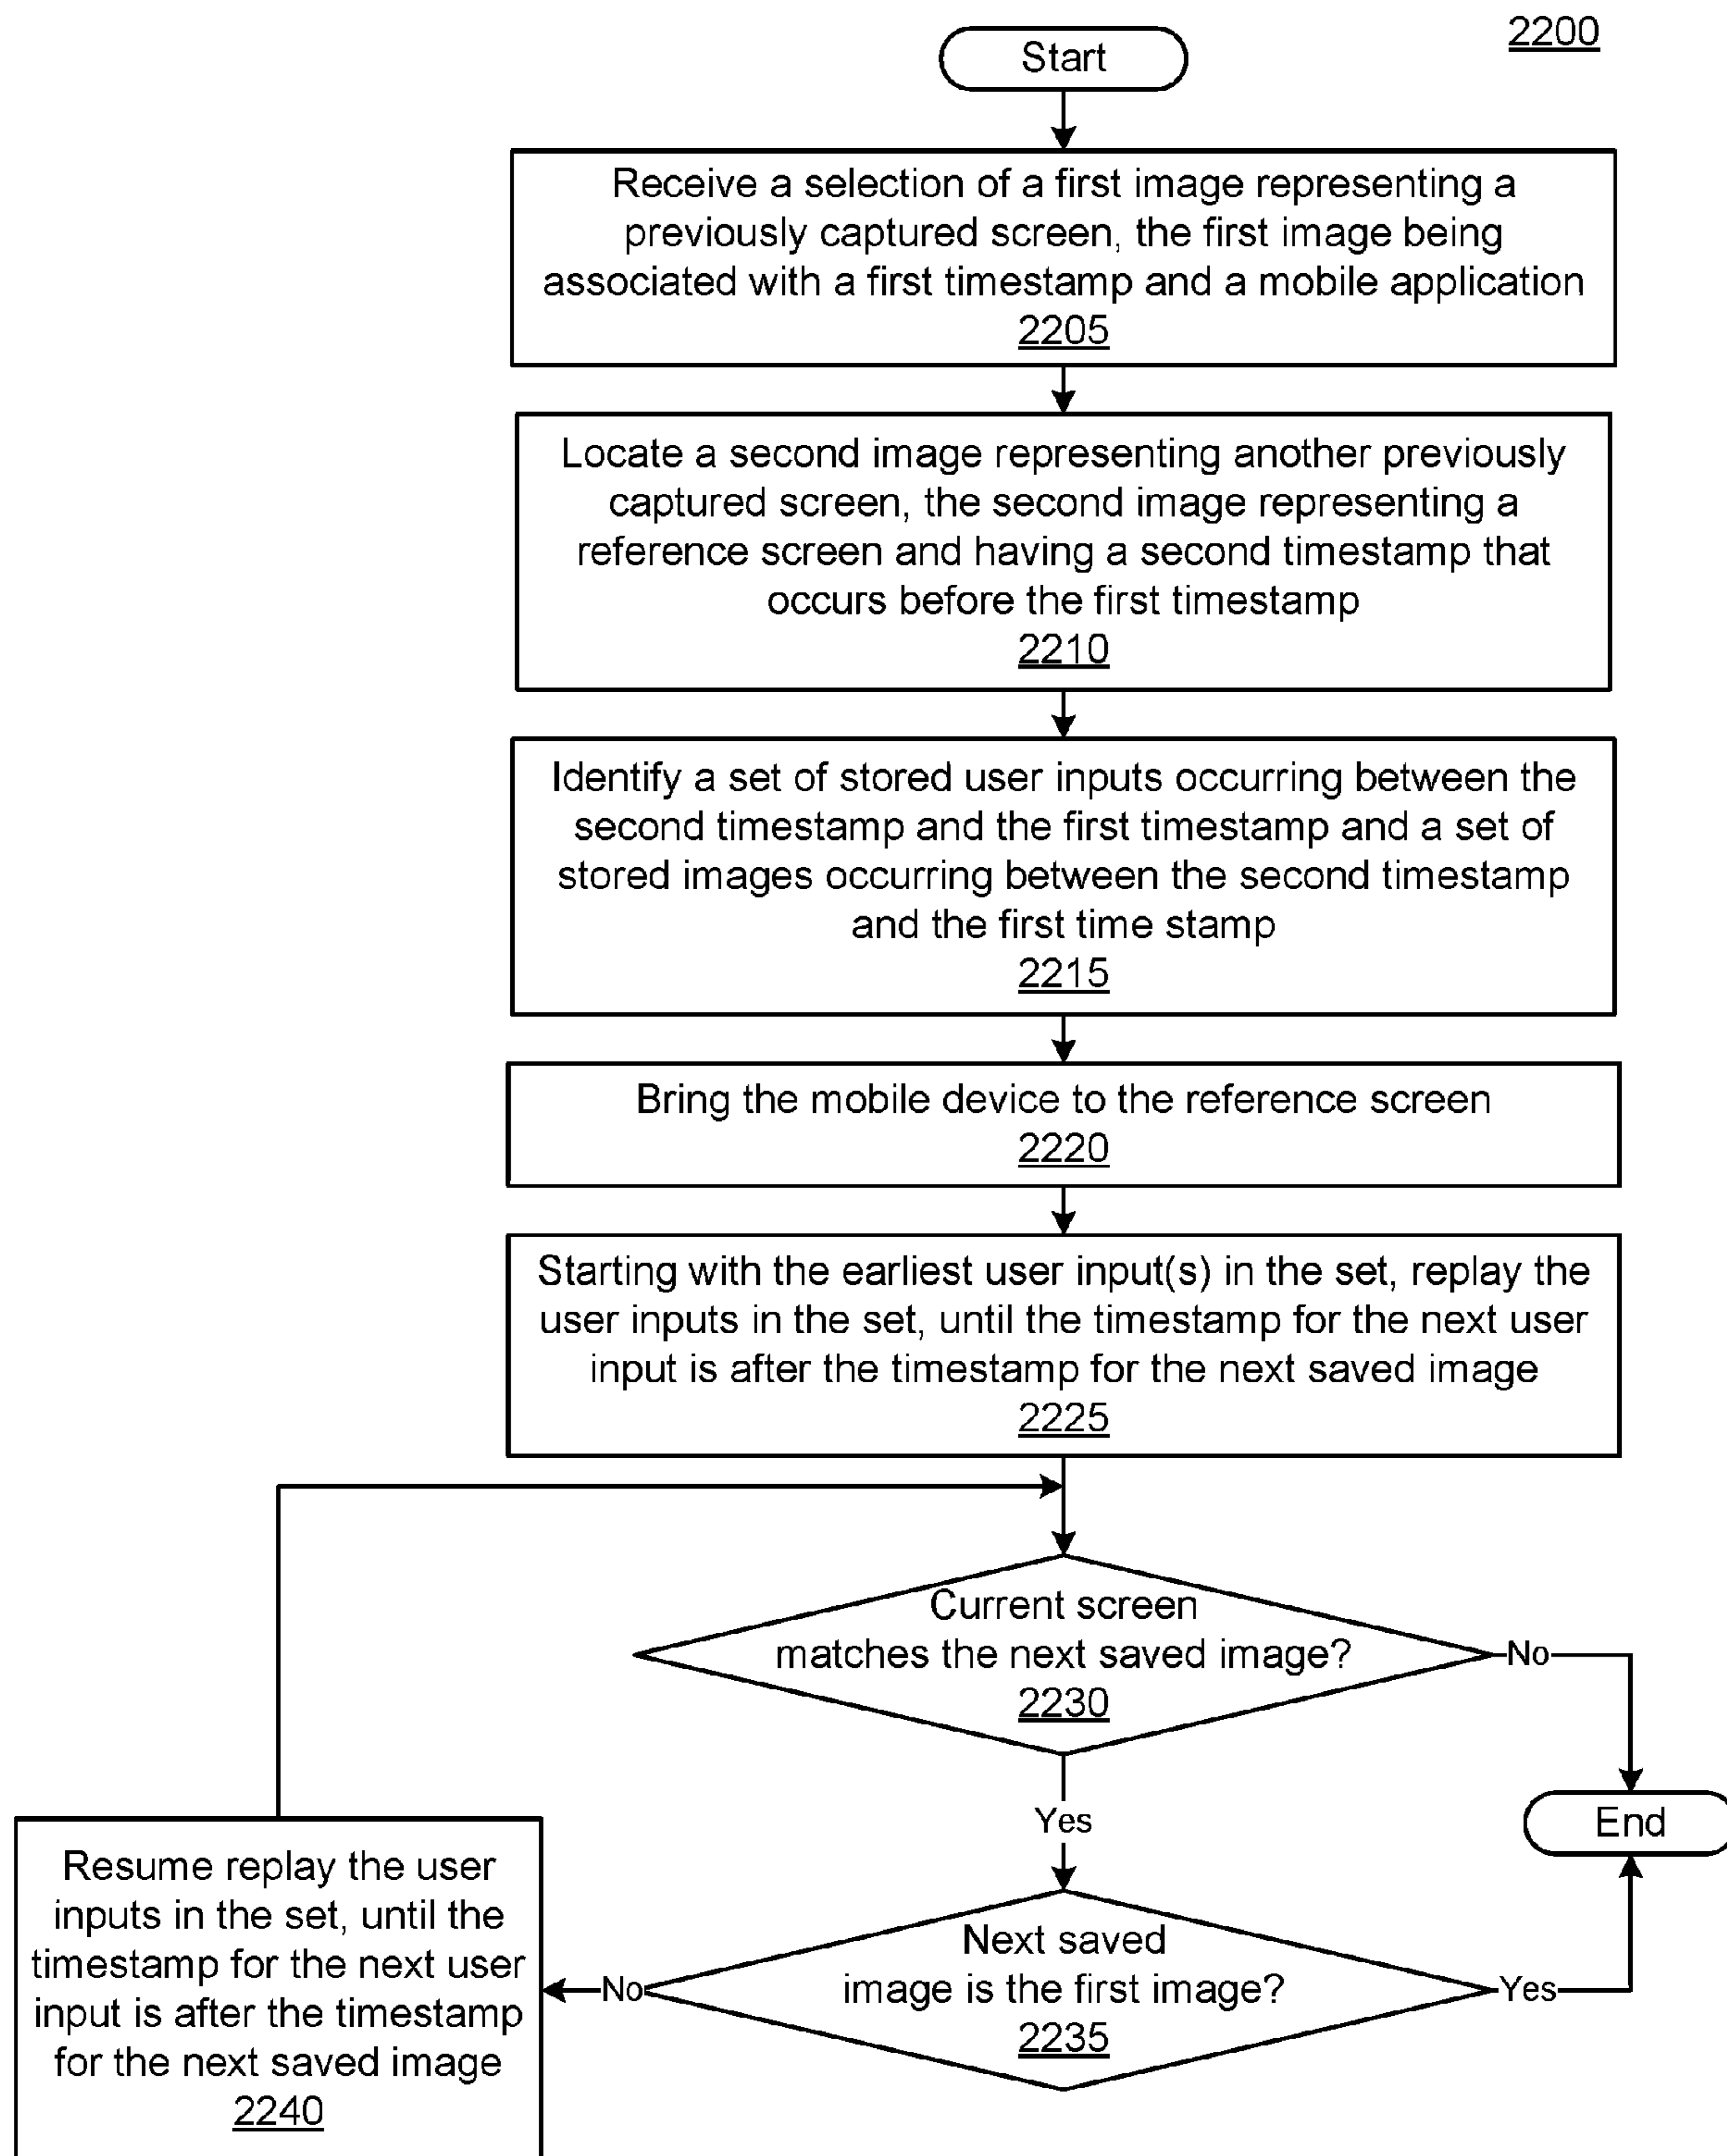 2200
Start
Receive a selection of a first image representing a
previously captured screen, the first image being
associated with a first timestamp and a mobile application
2205
Locate a second image representing another previously
captured screen, the second image representing a
reference screen and having a second timestamp that
occurs before the first timestamp
2210
Identify a set of stored user inputs occurring between the
second timestamp and the first timestamp and a set of
stored images occurring between the second timestamp
and the first time stamp
2215
Bring the mobile device to the reference screen
2220
Starting with the earliest user input(s) in the set, replay the
user inputs in the set, until the timestamp for the next user
input is after the timestamp for the next saved image
2225
Current screen
matches the next saved image?
2230
No
Yes
End
Next saved
image is the first image?
2235
Yes
No
Resume replay the user
inputs in the set, until the
timestamp for the next user
input is after the timestamp
for the next saved image
2240